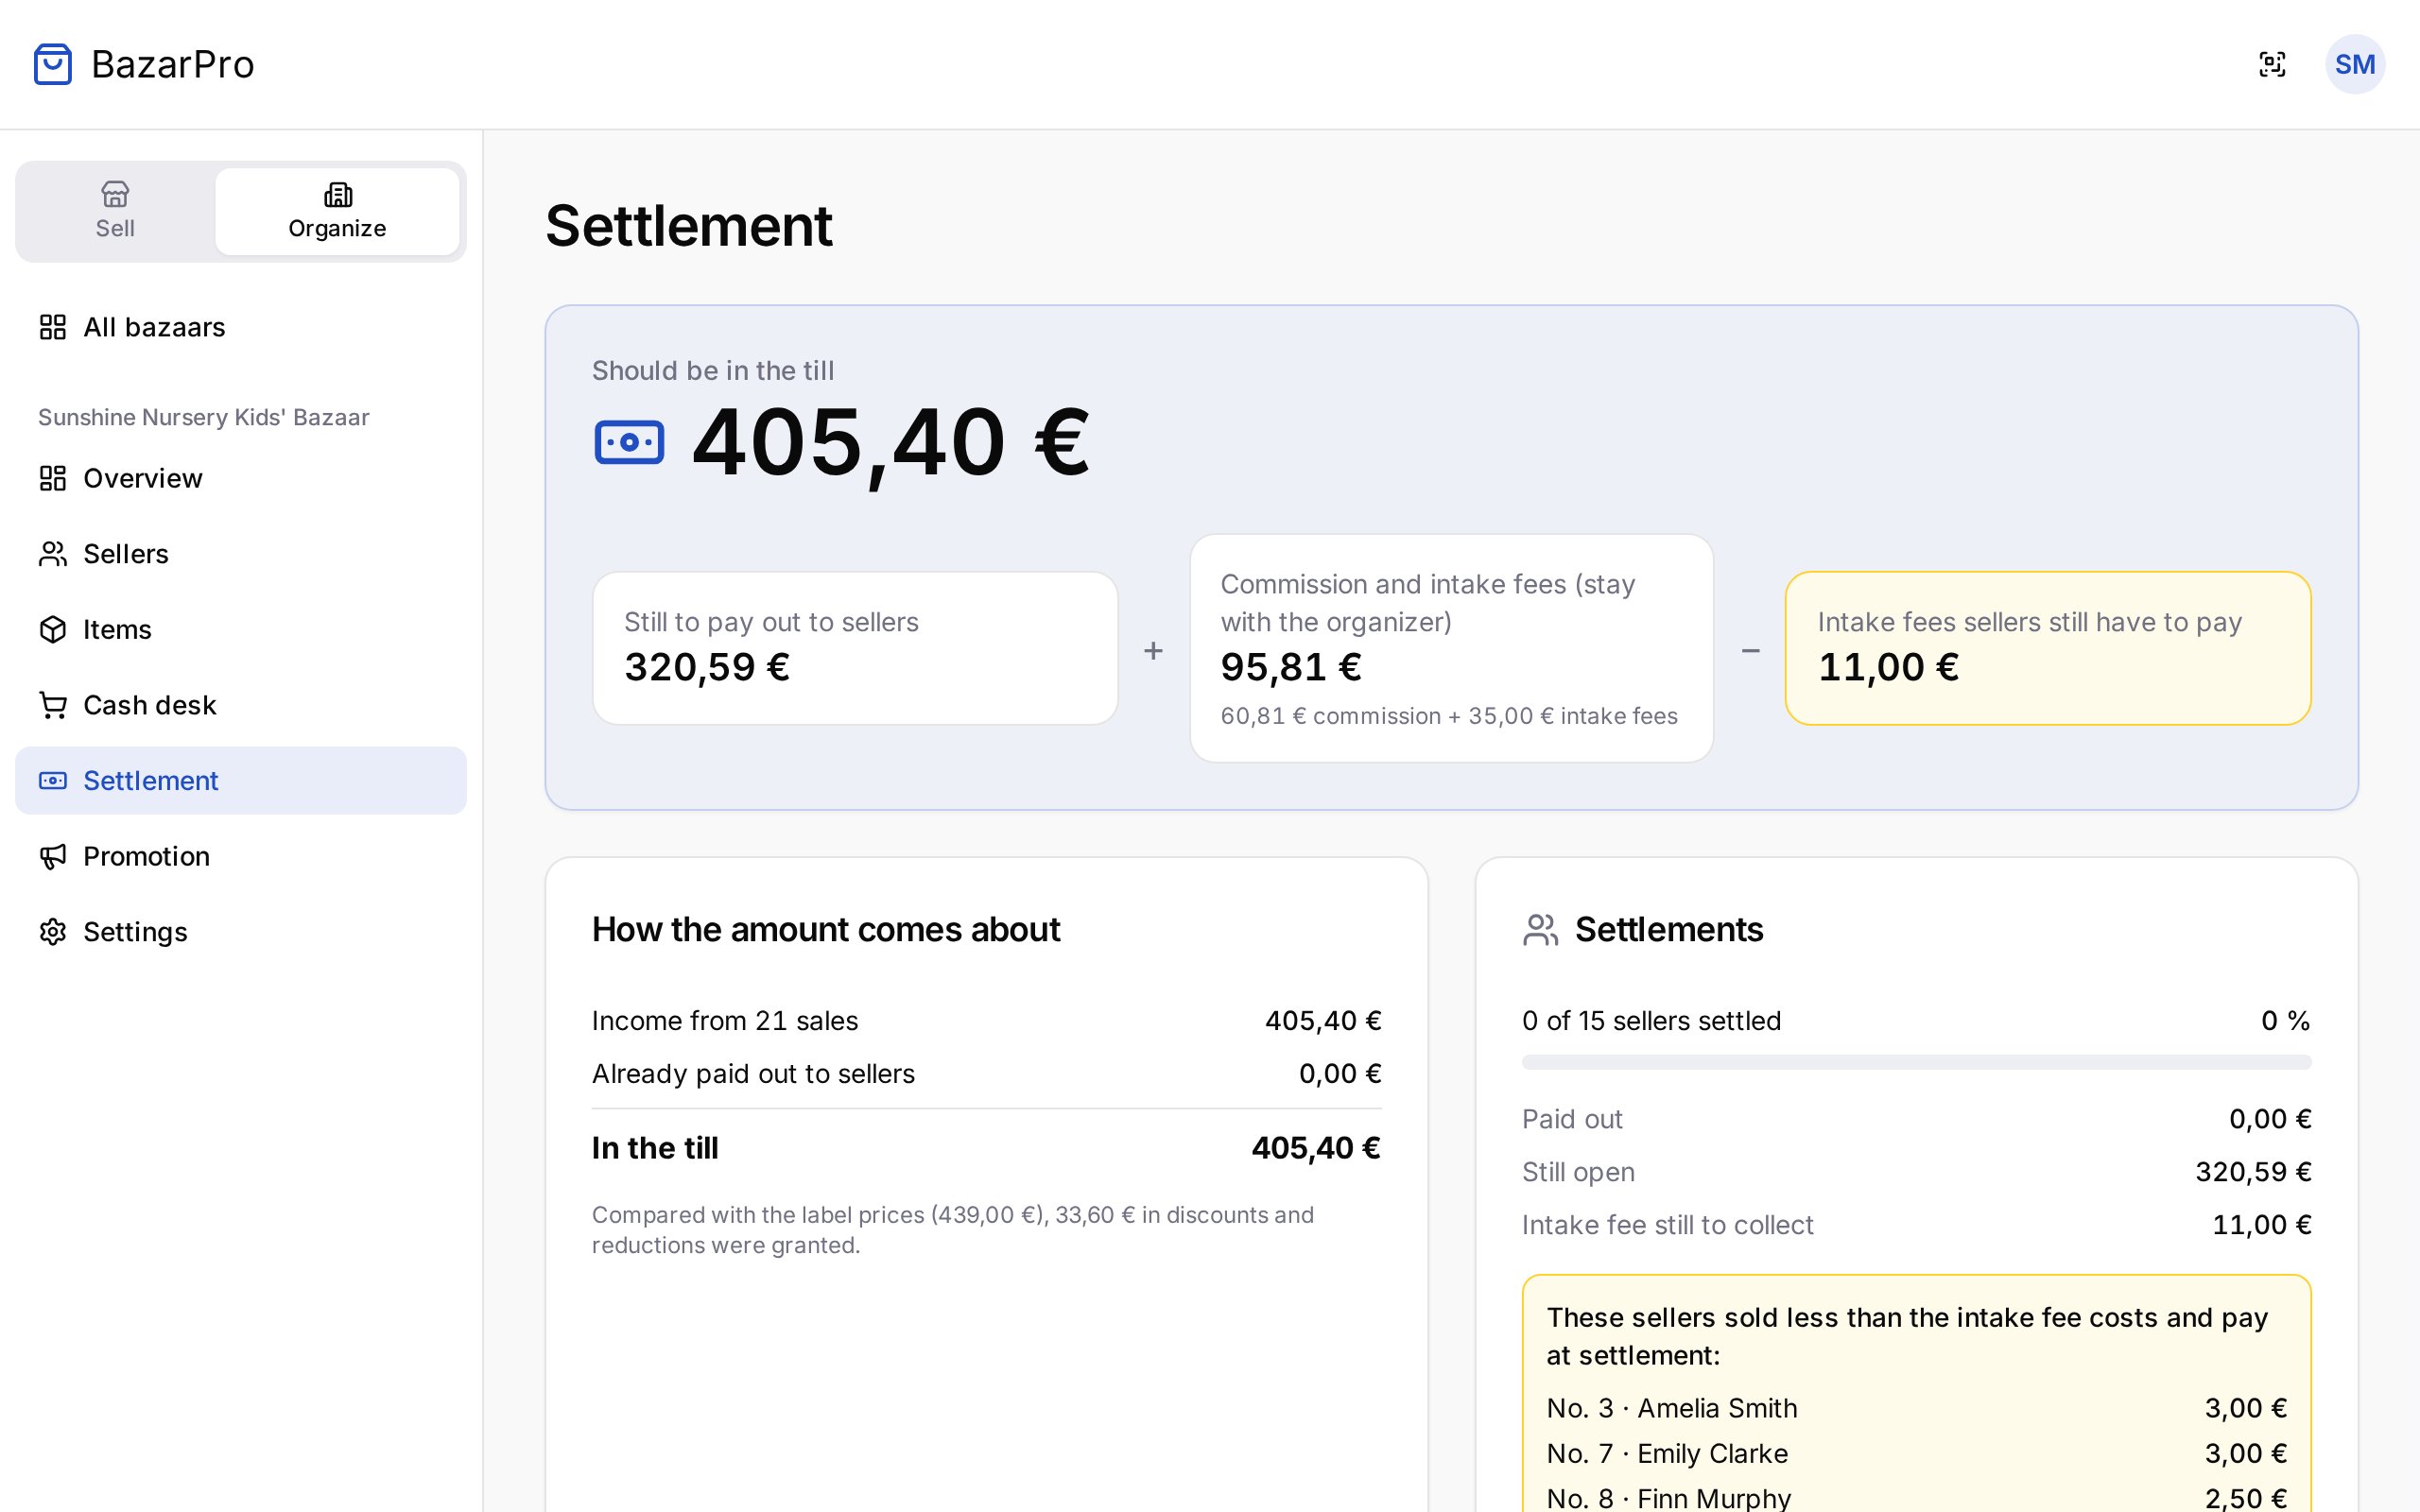 BazarPro
SM
Sell
Organize
All bazaars
Sunshine Nursery Kids' Bazaar
Overview
Sellers
Items
Cash desk
Settlement
Promotion
Settings
Settlement
Should be in the till
405,40 €
Still to pay out to sellers
320,59 €
+
Commission and intake fees (stay
with the organizer)
95,81 €
60,81 € commission + 35,00 € intake fees
−
Intake fees sellers still have to pay
11,00 €
How the amount comes about
Income from 21 sales 405,40 €
Already paid out to sellers 0,00 €
In the till 405,40 €
Compared with the label prices (439,00 €), 33,60 € in discounts and
reductions were granted.
Settlements
0 of 15 sellers settled 0 %
Paid out 0,00 €
Still open 320,59 €
Intake fee still to collect 11,00 €
These sellers sold less than the intake fee costs and pay
at settlement:
No. 3 · Amelia Smith 3,00 €
No. 7 · Emily Clarke 3,00 €
No. 8 · Finn Murphy 2,50 €